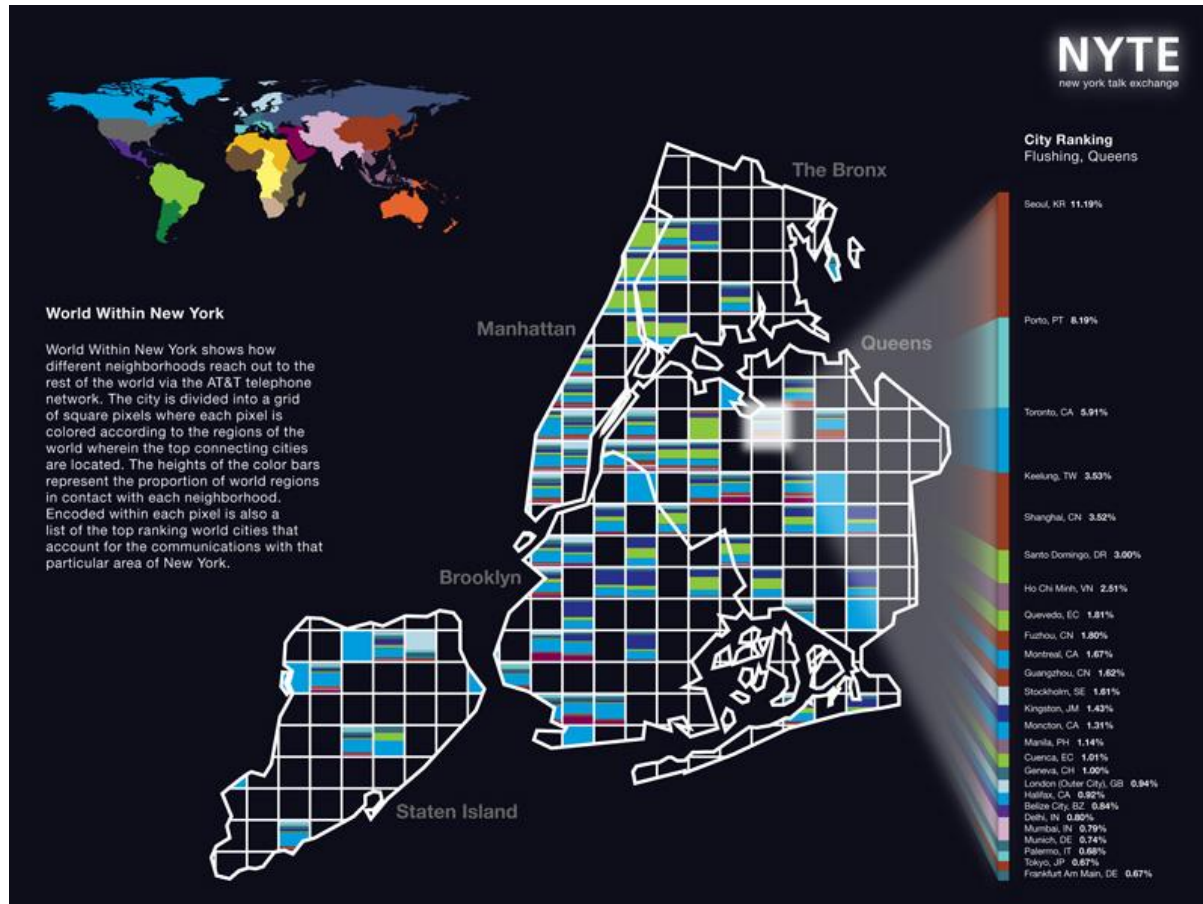 NYTE
new york talk exchange
City Ranking
Flushing, Queens
The Bronx
Manhattan
Queens
Brooklyn
Staten Island
World Within New York
World Within New York shows how
different neighborhoods reach out to the
rest of the world via the AT&T telephone
network. The city is divided into a grid
of square pixels where each pixel is
colored according to the regions of the
world wherein the top connecting cities
are located. The heights of the color bars
represent the proportion of world regions
in contact with each neighborhood.
Encoded within each pixel is also a
list of the top ranking world cities that
account for the communications with that
particular area of New York.
Seoul, KR 11.19%
Porto, PT 8.19%
Toronto, CA 5.91%
Keelung, TW 3.53%
Shanghai, CN 3.52%
Santo Domingo, DR 3.00%
Ho Chi Minh, VN 2.51%
Quevedo, EC 1.81%
Fuzhou, CN 1.80%
Montreal, CA 1.67%
Guangzhou, CN 1.62%
Stockholm, SE 1.61%
Kingston, JM 1.43%
Moncton, CA 1.31%
Manila, PH 1.14%
Cuenca, EC 1.01%
Geneva, CH 1.00%
London (Outer City), GB 0.94%
Halifax, CA 0.92%
Belize City, BZ 0.84%
Delhi, IN 0.80%
Mumbai, IN 0.79%
Munich, DE 0.74%
Palermo, IT 0.68%
Tokyo, JP 0.67%
Frankfurt Am Main, DE 0.67%